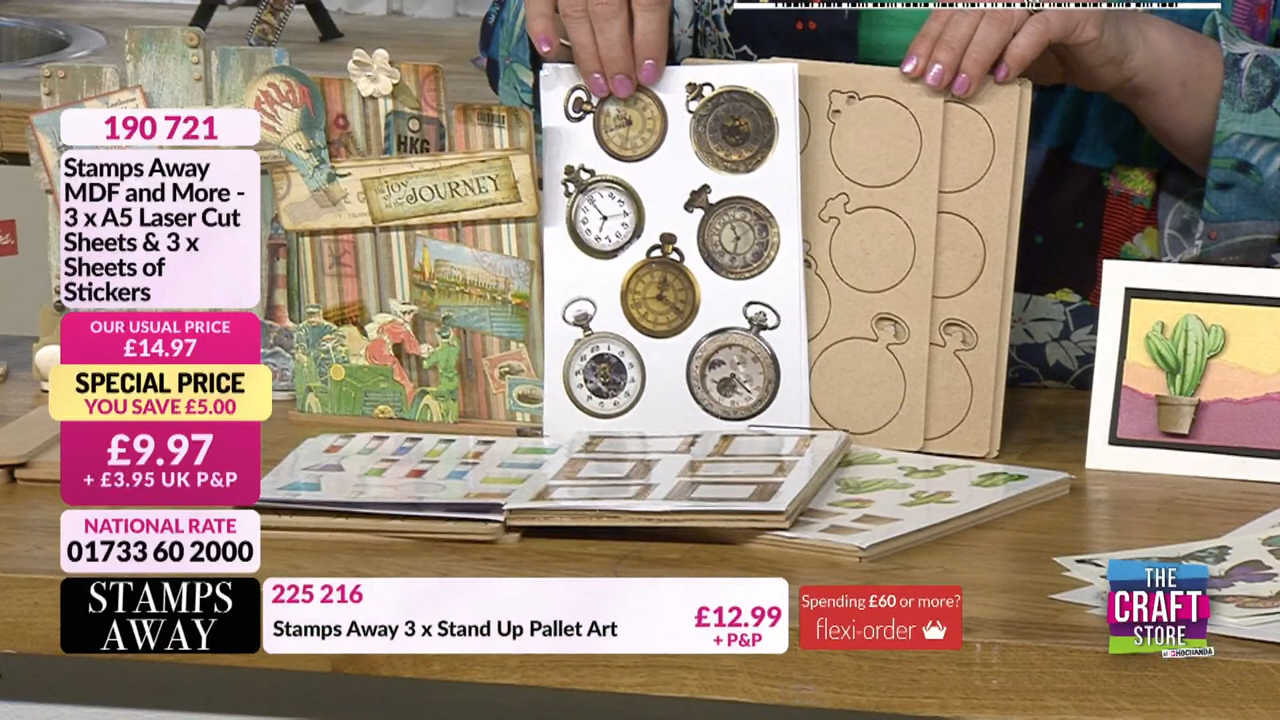 190 721
Stamps Away
MDF and More -
3 x A5 Laser Cut
Sheets & 3 x
Sheets of
Stickers
OUR USUAL PRICE
£14.97
SPECIAL PRICE
YOU SAVE £5.00
£9.97
+ £3.95 UK P&P
NATIONAL RATE
01733 60 2000
STAMPS
AWAY
225 216
Stamps Away 3 x Stand Up Pallet Art
£12.99
+ P&P
Spending £60 or more?
flexi-order
THE
CRAFT
STORE
HOCHANDA
HKG
JOY
JOURNEY